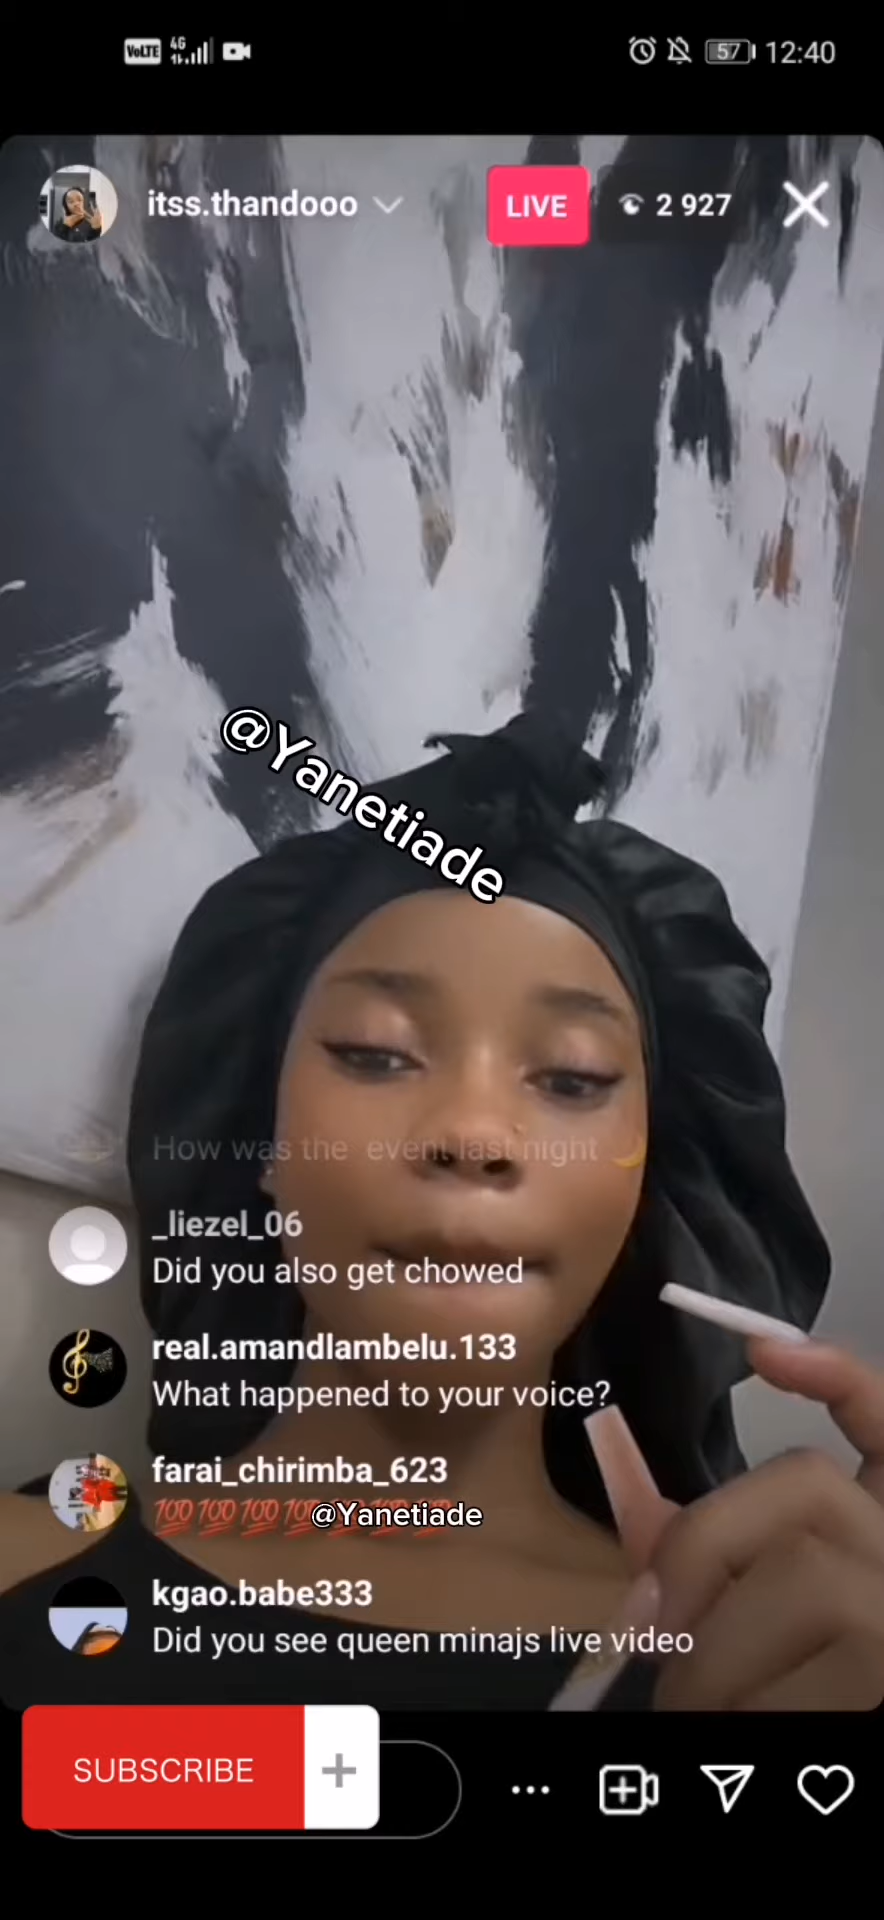 VoLTE 4G 57 12:40
itss.thandooo LIVE 2 927
@Yanetiade
How was the event last night 🌙
_liezel_06
Did you also get chowed
real.amandlambelu.133
What happened to your voice?
farai_chirimba_623
💯💯💯💯💯💯💯
@Yanetiade
kgao.babe333
Did you see queen minajs live video
SUBSCRIBE +